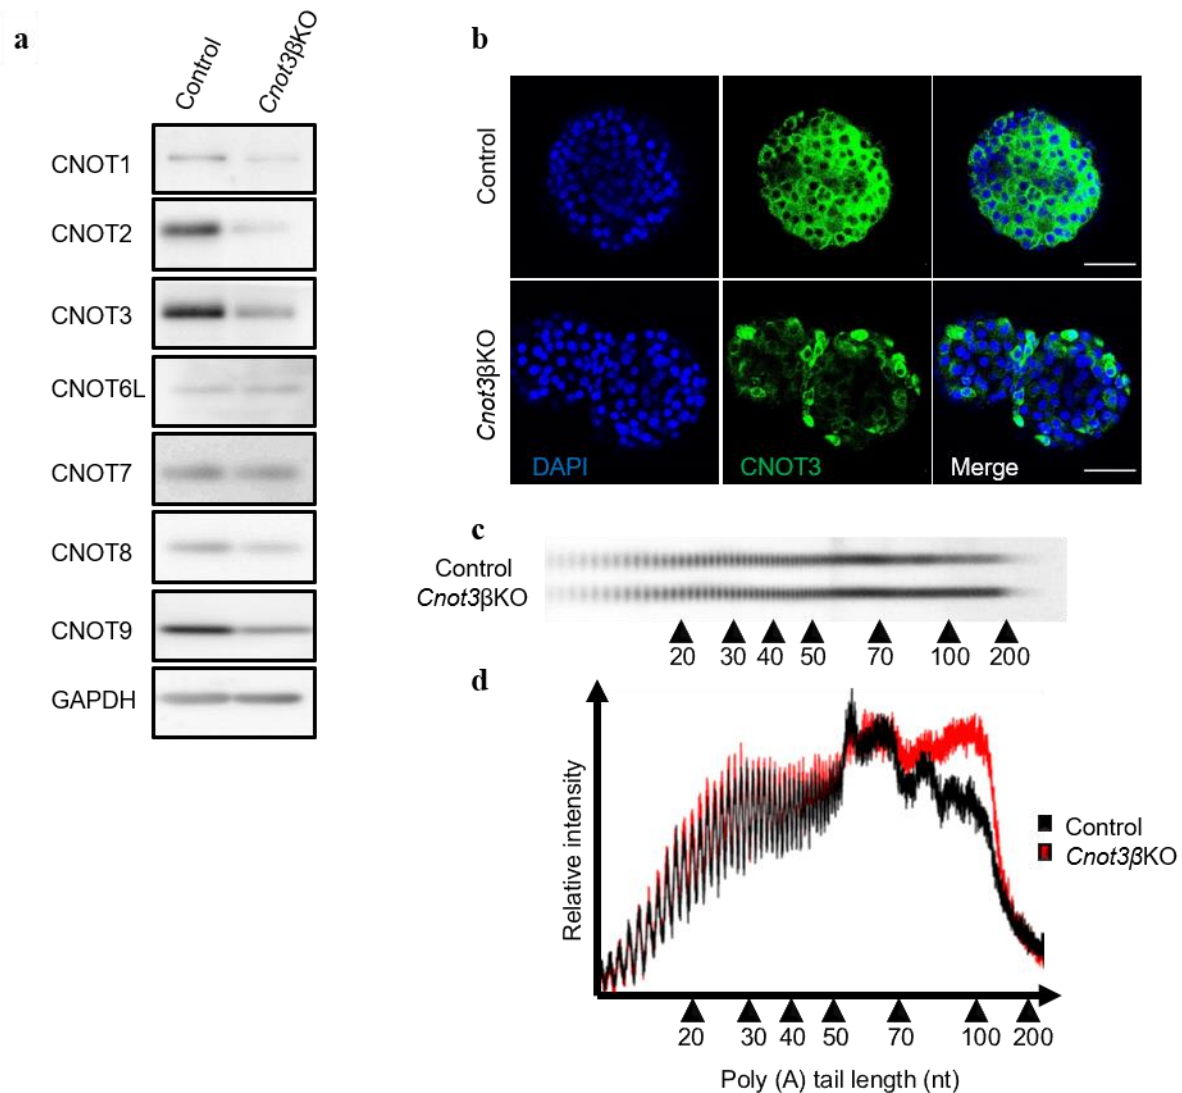 a
Control
Cnot3βKO
CNOT1
CNOT2
CNOT3
CNOT6L
CNOT7
CNOT8
CNOT9
GAPDH
b
Control
Cnot3βKO
DAPI
CNOT3
Merge
c
Control
Cnot3βKO
20 30 40 50 70 100 200
d
Relative intensity
Control
Cnot3βKO
20 30 40 50 70 100 200
Poly (A) tail length (nt)